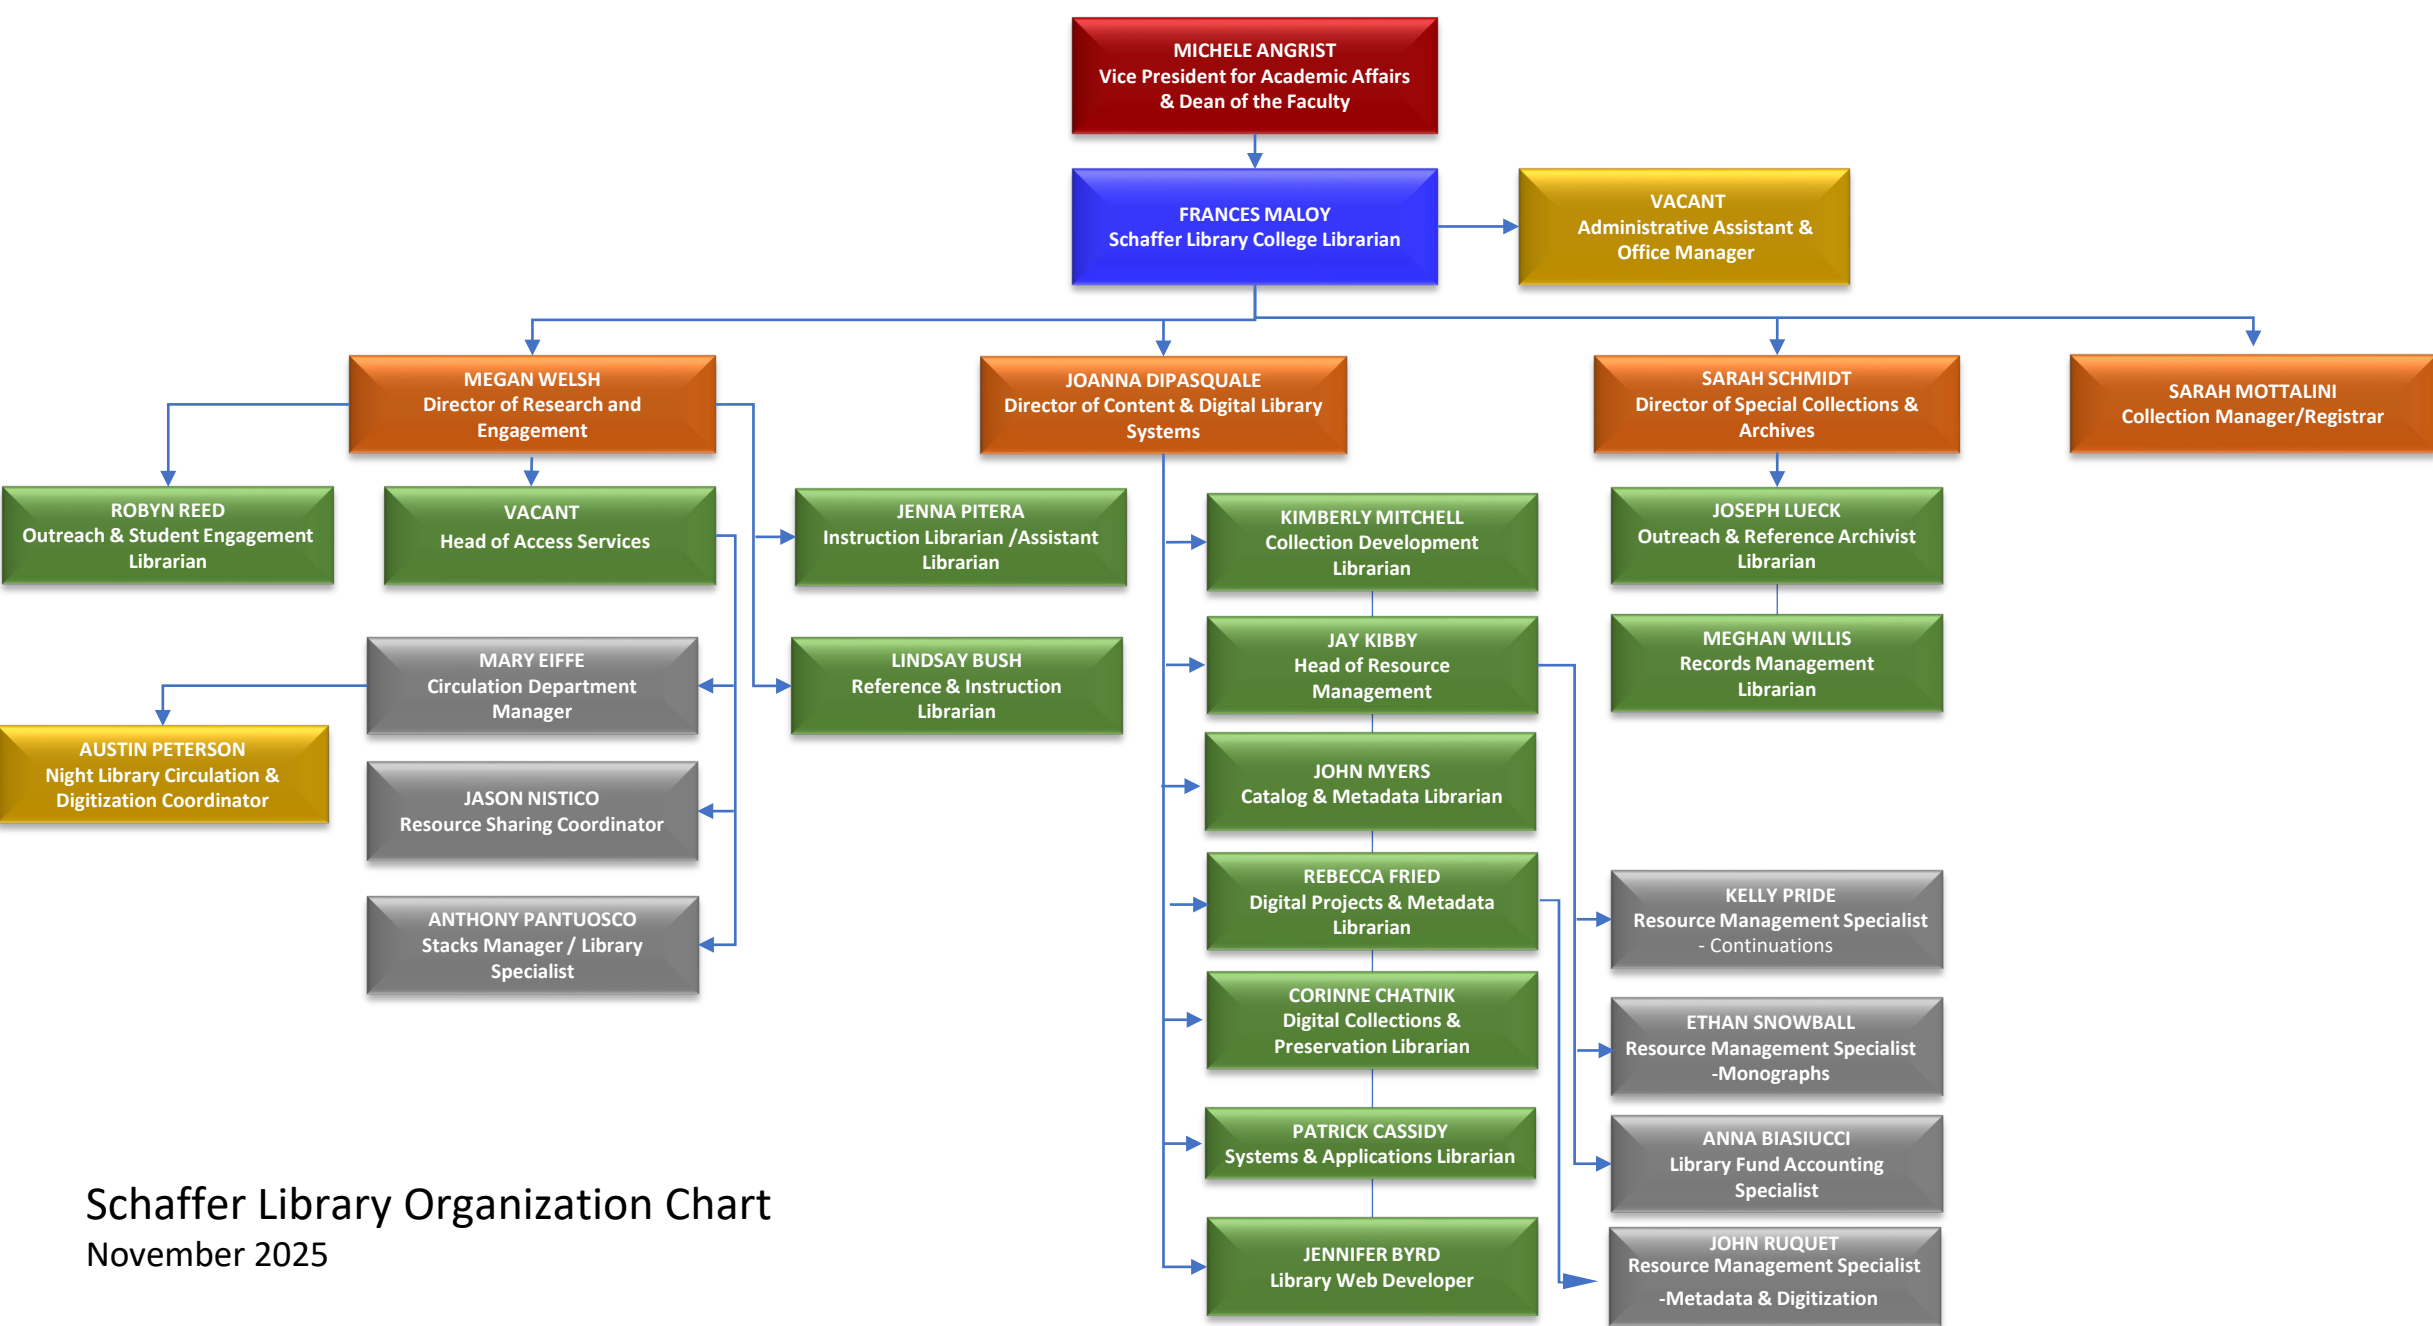 MICHELE ANGRIST
Vice President for Academic Affairs
& Dean of the Faculty
FRANCES MALOY
Schaffer Library College Librarian
VACANT
Administrative Assistant &
Office Manager
MEGAN WELSH
Director of Research and
Engagement
JOANNA DIPASQUALE
Director of Content & Digital Library
Systems
SARAH SCHMIDT
Director of Special Collections &
Archives
SARAH MOTTALINI
Collection Manager/Registrar
ROBYN REED
Outreach & Student Engagement
Librarian
VACANT
Head of Access Services
JENNA PITERA
Instruction Librarian /Assistant
Librarian
KIMBERLY MITCHELL
Collection Development
Librarian
JOSEPH LUECK
Outreach & Reference Archivist
Librarian
MARY EIFFE
Circulation Department
Manager
LINDSAY BUSH
Reference & Instruction
Librarian
JAY KIBBY
Head of Resource
Management
MEGHAN WILLIS
Records Management
Librarian
AUSTIN PETERSON
Night Library Circulation &
Digitization Coordinator
JASON NISTICO
Resource Sharing Coordinator
JOHN MYERS
Catalog & Metadata Librarian
ANTHONY PANTUOSCO
Stacks Manager / Library
Specialist
REBECCA FRIED
Digital Projects & Metadata
Librarian
KELLY PRIDE
Resource Management Specialist
- Continuations
CORINNE CHATNIK
Digital Collections &
Preservation Librarian
ETHAN SNOWBALL
Resource Management Specialist
-Monographs
PATRICK CASSIDY
Systems & Applications Librarian
ANNA BIASIUCCI
Library Fund Accounting
Specialist
JENNIFER BYRD
Library Web Developer
JOHN RUQUET
Resource Management Specialist
-Metadata & Digitization
Schaffer Library Organization Chart
November 2025